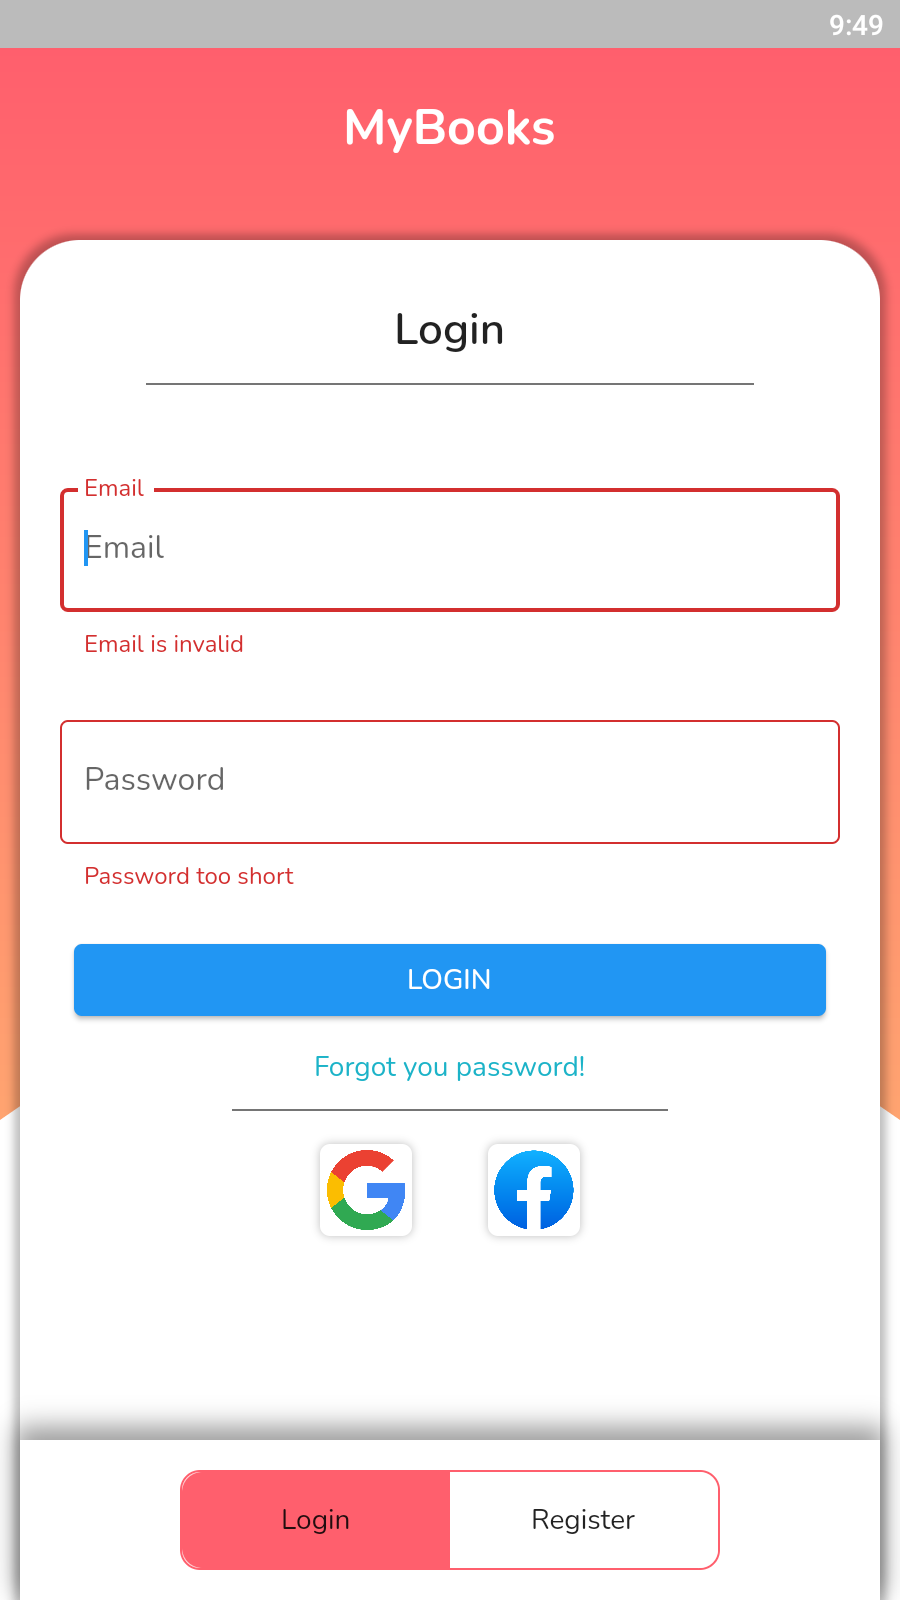 9:49
MyBooks
Login
Email
Email
Email is invalid
Password
Password too short
LOGIN
Forgot you password!
Login
Register